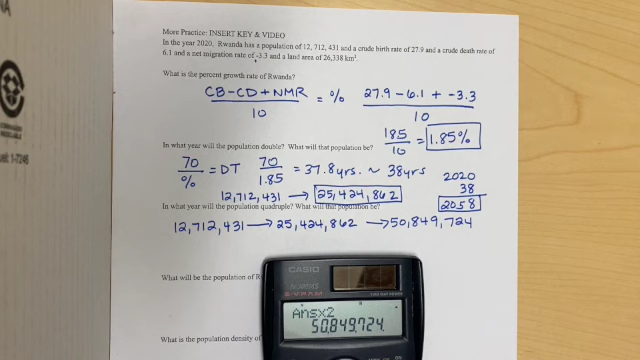 More Practice: INSERT KEY & VIDEO
In the year 2020, Rwanda has a population of 12, 712, 431 and a crude birth rate of 27.9 and a crude death rate of
6.1 and a net migration rate of -3.3 and a land area of 26,338 km².
What is the percent growth rate of Rwanda?
CB-CD+NMR / 10 = %
27.9 - 6.1 + -3.3 / 10
185 / 10 = 1.85%
In what year will the population double? What will that population be?
70 / % = DT
70 / 1.85 = 37.8 yrs. ~ 38yrs
2020
38
2058
12,712,431 → 25,424,862
In what year will the population quadruple? What will that population be?
12,712,431 → 25,424,862 → 50,849,724
What will be the population of R
What is the population density of
CASIO
Ans×2
50,849,724.